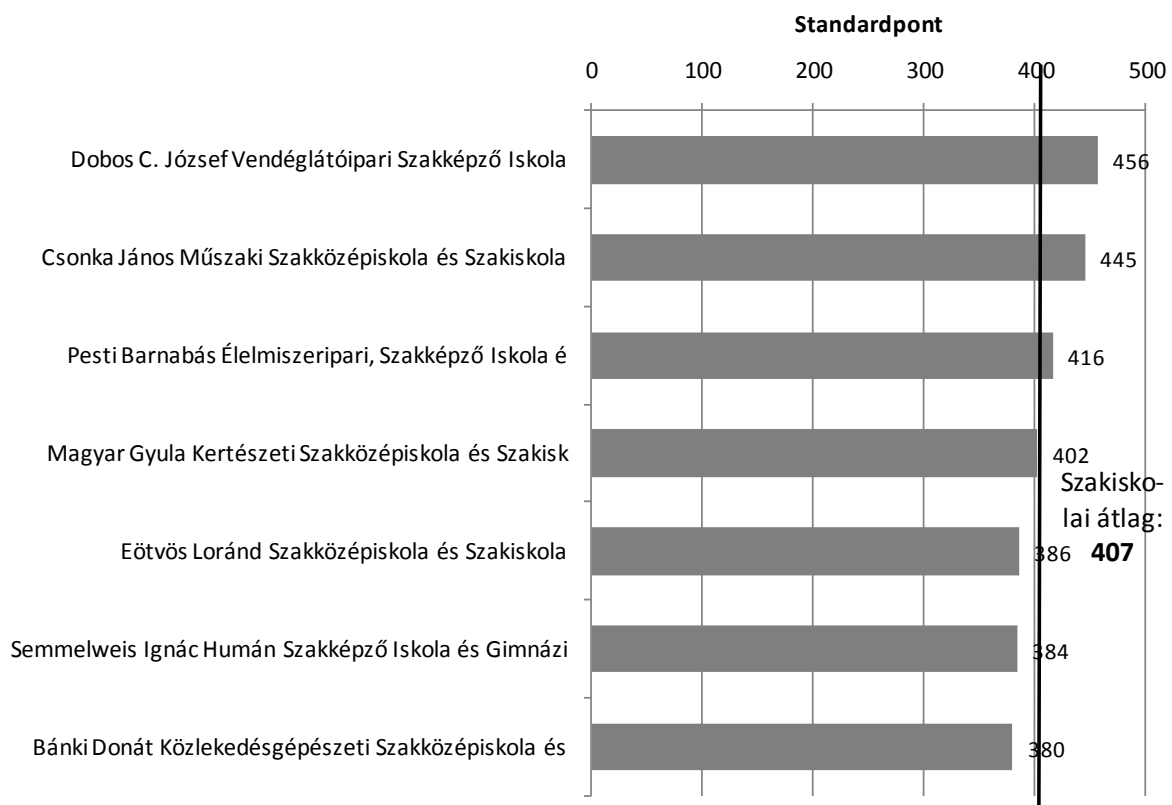 Standardpont
0 100 200 300 400 500
Dobos C. József Vendéglátóipari Szakképző Iskola 456
Csonka János Műszaki Szakközépiskola és Szakiskola 445
Pesti Barnabás Élelmiszeripari, Szakképző Iskola é 416
Magyar Gyula Kertészeti Szakközépiskola és Szakisk 402
Szakisko-
lai átlag:
407
Eötvös Loránd Szakközépiskola és Szakiskola 386
Semmelweis Ignác Humán Szakképző Iskola és Gimnázi 384
Bánki Donát Közlekedésgépészeti Szakközépiskola és 380